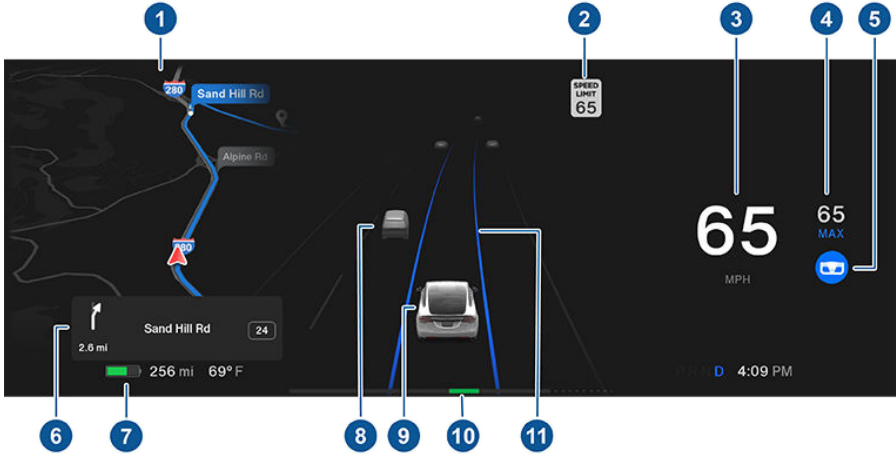 1
2
3
4
5
280
Sand Hill Rd
Alpine Rd
SPEED
LIMIT
65
65
MPH
65
MAX
280
2.6 mi
Sand Hill Rd
24
256 mi 69° F
P R N D 4:09 PM
6
7
8
9
10
11